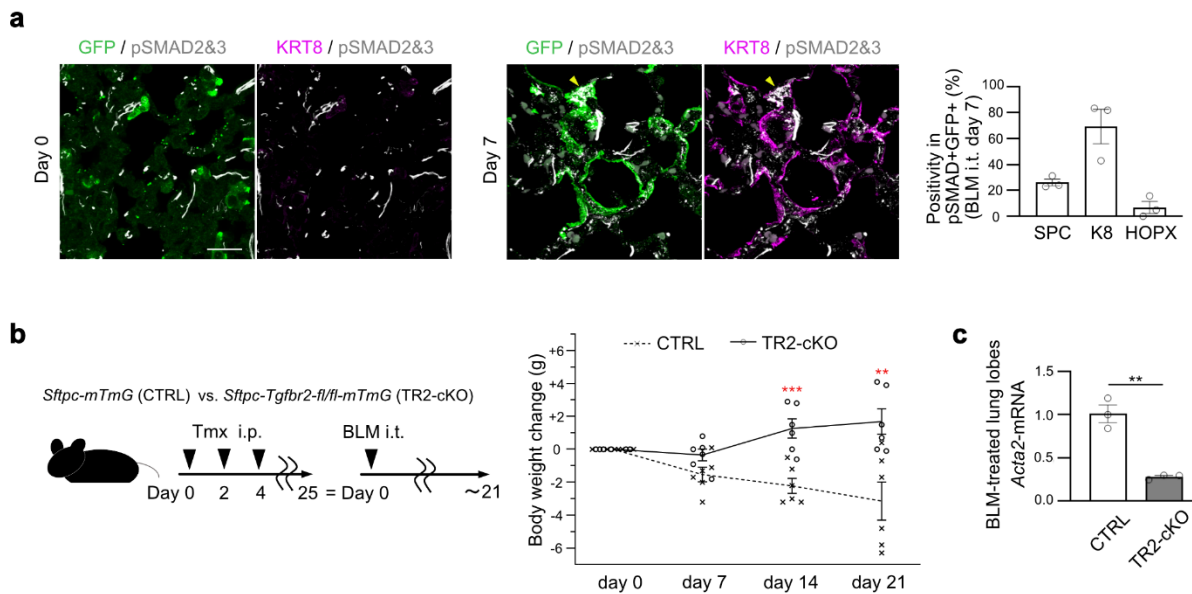 a
GFP / pSMAD2&3
KRT8 / pSMAD2&3
GFP / pSMAD2&3
KRT8 / pSMAD2&3
Day 0
Day 7
Positivity in
pSMAD+GFP+ (%)
(BLM i.t. day 7)
100
80
60
40
20
0
SPC
K8
HOPX
b
Sftpc-mTmG (CTRL) vs. Sftpc-Tgfbr2-fl/fl-mTmG (TR2-cKO)
Tmx i.p.
BLM i.t.
Day 0 2 4 25 = Day 0 ~21
Body weight change (g)
CTRL
TR2-cKO
+6
+4
+2
0
-2
-4
-6
***
**
day 0
day 7
day 14
day 21
c
BLM-treated lung lobes
Acta2-mRNA
**
1.5
1.0
0.5
0.0
CTRL
TR2-cKO